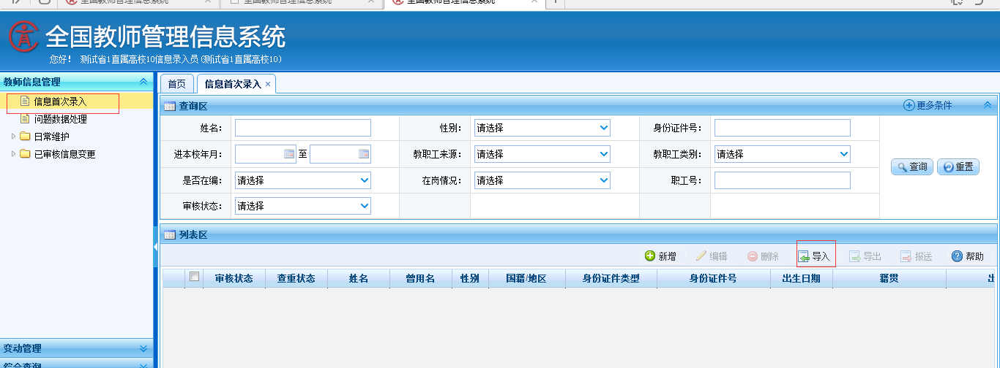 全国教师管理信息系统
全国教师管理信息系统
全国教师管理信息系统
全国教师管理信息系统
您好! 测试省1直属高校10信息录入员(测试省1直属高校10)
教师信息管理
信息首次录入
问题数据处理
日常维护
已审核信息变更
变动管理
综合查询
首页 信息首次录入 ×
查询区 更多条件
姓名: 性别: 请选择 身份证件号:
进本校年月: 至 教职工来源: 请选择 教职工类别: 请选择
查询 重置
是否在编: 请选择 在岗情况: 请选择 职工号:
审核状态: 请选择
列表区
新增 编辑 删除 导入 导出 报送 帮助
审核状态 查重状态 姓名 曾用名 性别 国籍/地区 身份证件类型 身份证件号 出生日期 籍贯 出